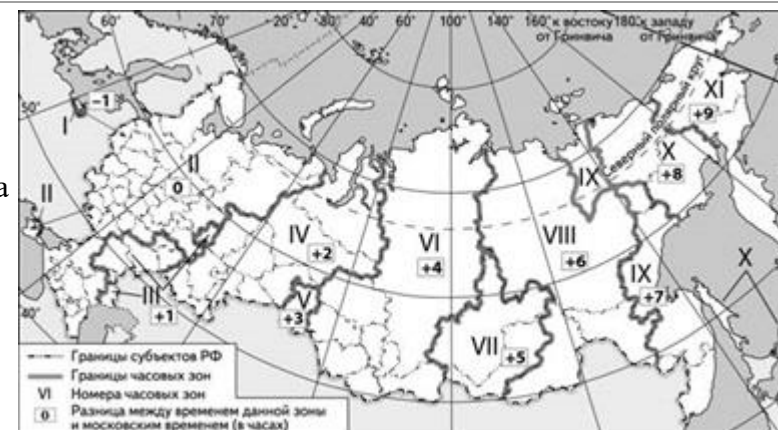 60°
70°
20°
30°
40°
60°
100°
140°
160° к востоку от Гринвича
180° к западу от Гринвича
50°
40°
Северный полярный круг
а
I
-1
II
0
II
III
+1
IV
+2
V
+3
VI
+4
VII
+5
VIII
+6
IX
IX
+7
X
+8
X
XI
+9
Границы субъектов РФ
Границы часовых зон
VI Номера часовых зон
0 Разница между временем данной зоны
и московским временем (в часах)